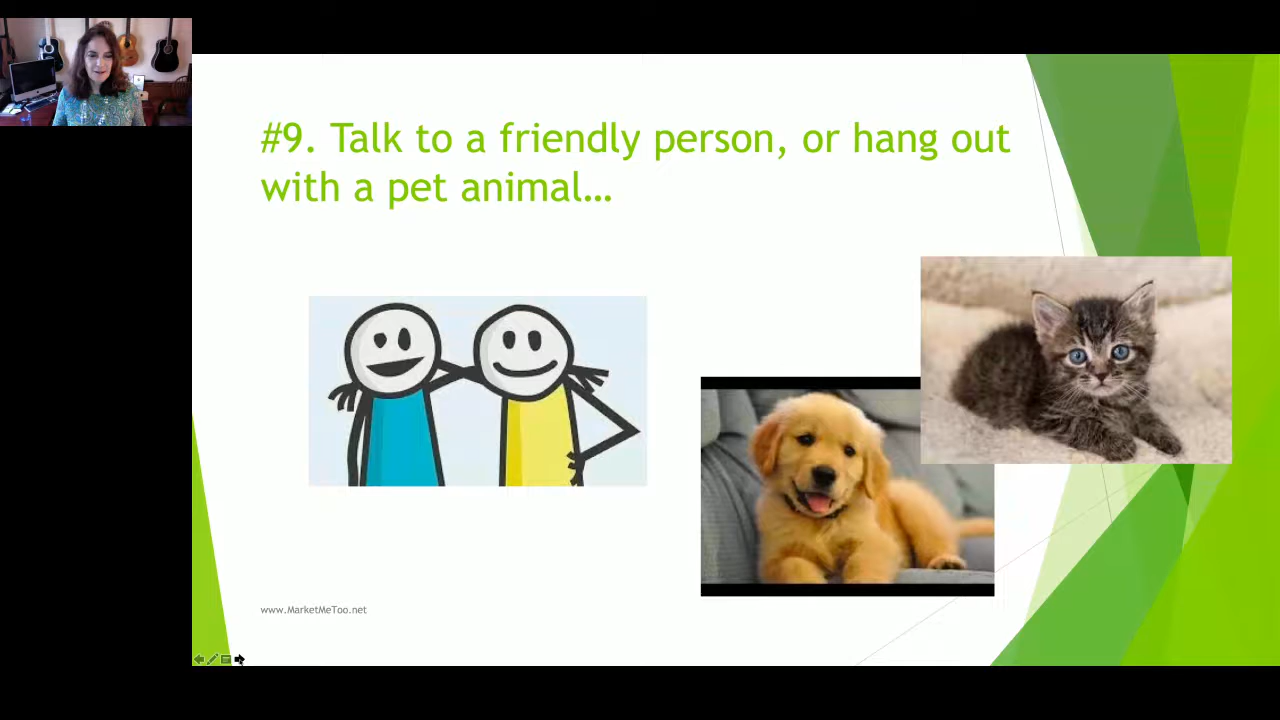 #9. Talk to a friendly person, or hang out
with a pet animal…
www.MarketMeToo.net